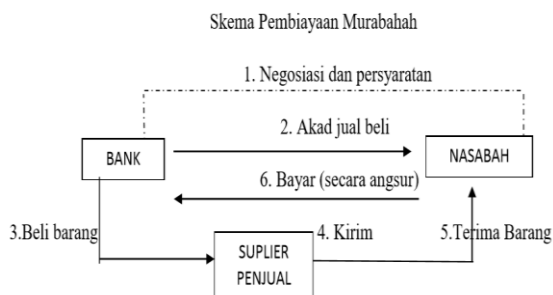 Skema Pembiayaan Murabahah
1. Negosiasi dan persyaratan
2. Akad jual beli
BANK
NASABAH
6. Bayar (secara angsur)
3.Beli barang
SUPLIER
PENJUAL
4. Kirim
5.Terima Barang